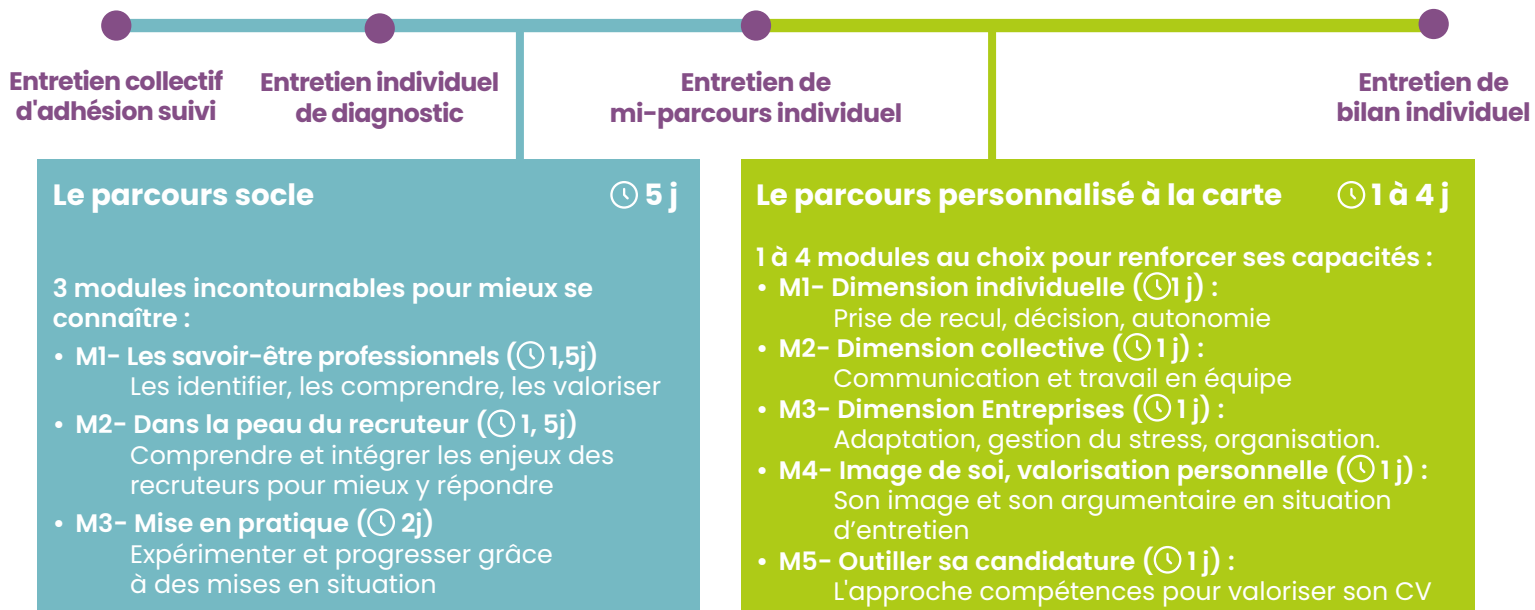 Entretien collectif
d'adhésion suivi
Entretien individuel
de diagnostic
Entretien de
mi-parcours individuel
Entretien de
bilan individuel
Le parcours socle 5 j
3 modules incontournables pour mieux se
connaître :
• M1- Les savoir-être professionnels (1,5j)
Les identifier, les comprendre, les valoriser
• M2- Dans la peau du recruteur (1, 5j)
Comprendre et intégrer les enjeux des
recruteurs pour mieux y répondre
• M3- Mise en pratique (2j)
Expérimenter et progresser grâce
à des mises en situation
Le parcours personnalisé à la carte 1 à 4 j
1 à 4 modules au choix pour renforcer ses capacités :
• M1- Dimension individuelle (1 j) :
Prise de recul, décision, autonomie
• M2- Dimension collective (1 j) :
Communication et travail en équipe
• M3- Dimension Entreprises (1 j) :
Adaptation, gestion du stress, organisation.
• M4- Image de soi, valorisation personnelle (1 j) :
Son image et son argumentaire en situation
d’entretien
• M5- Outiller sa candidature (1 j) :
L'approche compétences pour valoriser son CV